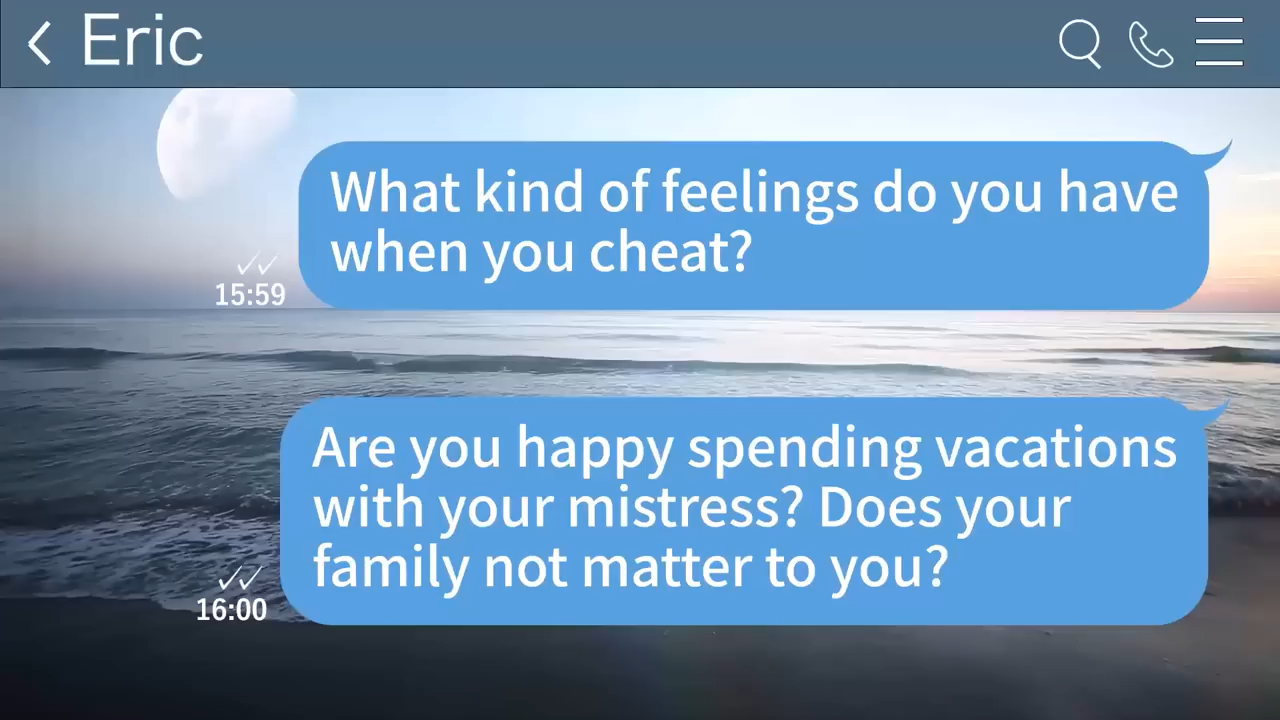 Eric
What kind of feelings do you have
when you cheat?
15:59
Are you happy spending vacations
with your mistress? Does your
family not matter to you?
16:00